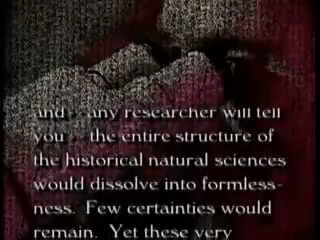 and - any researcher will tell
you - the entire structure of
the historical natural sciences
would dissolve into formless-
ness. Few certainties would
remain. Yet these very